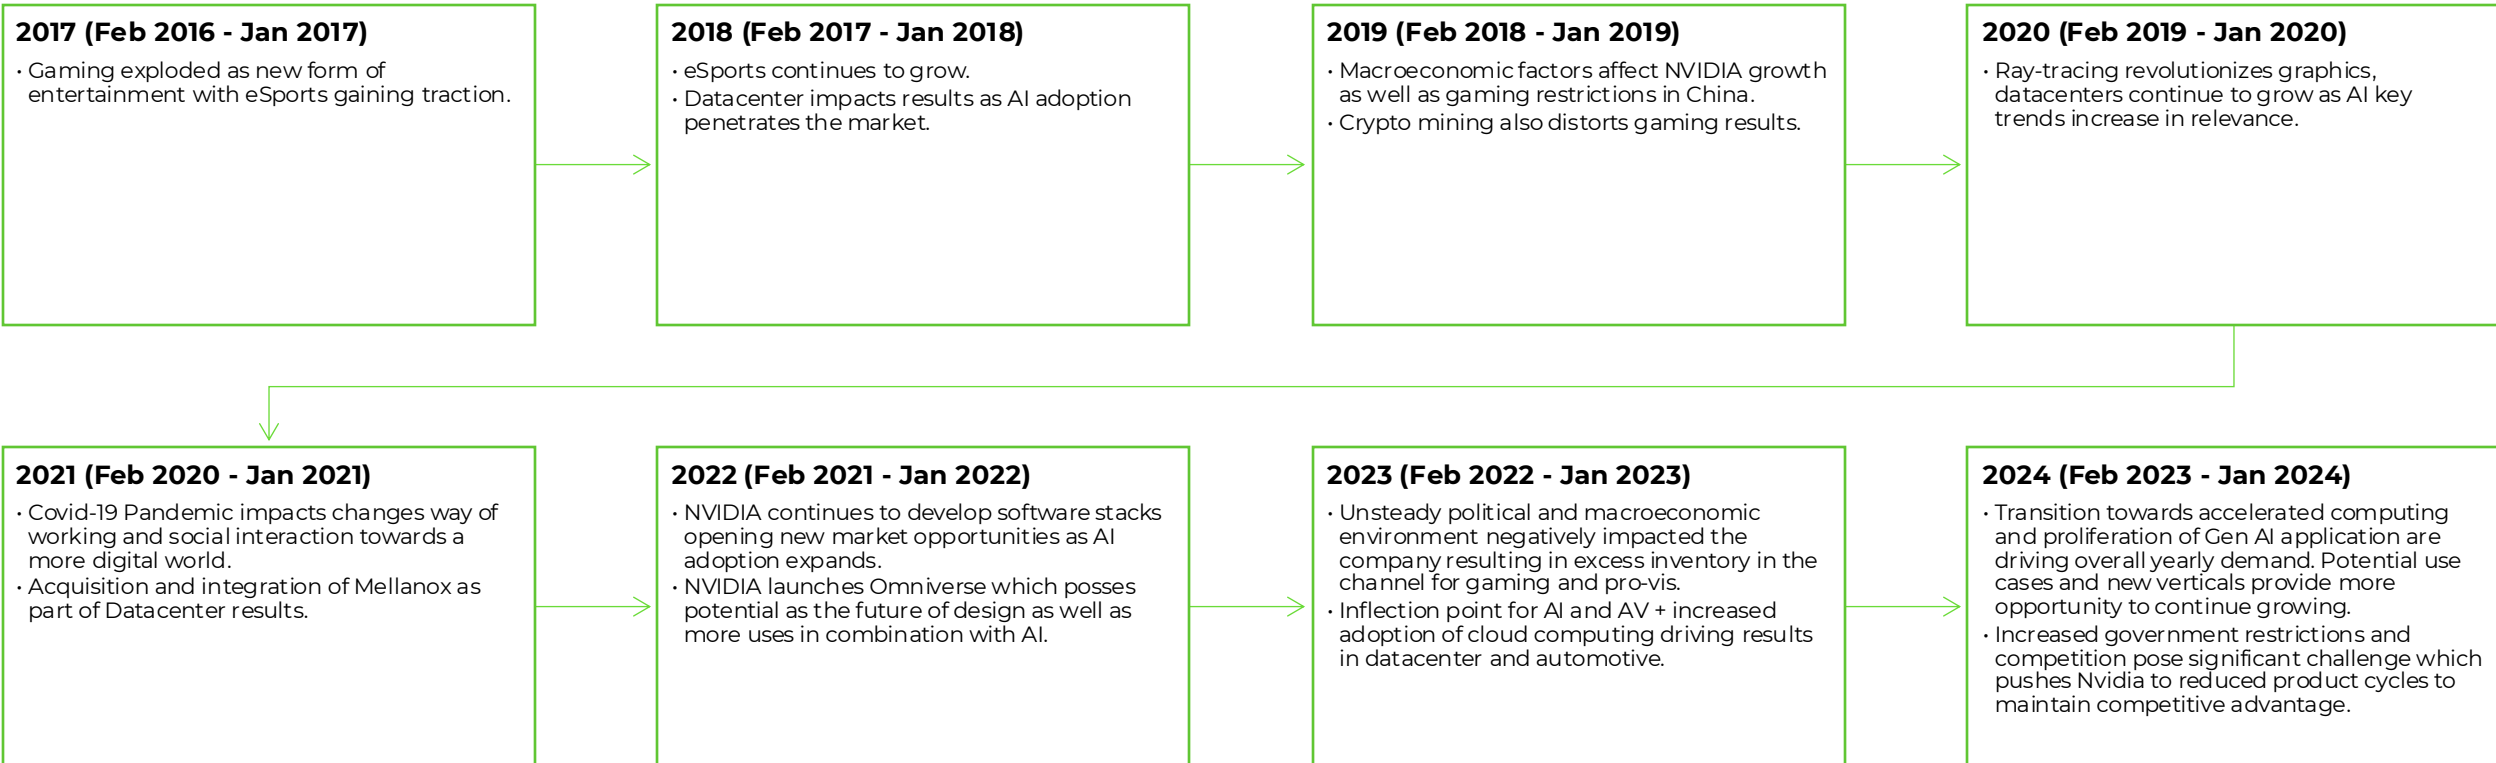 2017 (Feb 2016 - Jan 2017)
· Gaming exploded as new form of
entertainment with eSports gaining traction.
2018 (Feb 2017 - Jan 2018)
· eSports continues to grow.
· Datacenter impacts results as AI adoption
penetrates the market.
2019 (Feb 2018 - Jan 2019)
· Macroeconomic factors affect NVIDIA growth
as well as gaming restrictions in China.
· Crypto mining also distorts gaming results.
2020 (Feb 2019 - Jan 2020)
· Ray-tracing revolutionizes graphics,
datacenters continue to grow as AI key
trends increase in relevance.
2021 (Feb 2020 - Jan 2021)
· Covid-19 Pandemic impacts changes way of
working and social interaction towards a
more digital world.
· Acquisition and integration of Mellanox as
part of Datacenter results.
2022 (Feb 2021 - Jan 2022)
· NVIDIA continues to develop software stacks
opening new market opportunities as AI
adoption expands.
· NVIDIA launches Omniverse which posses
potential as the future of design as well as
more uses in combination with AI.
2023 (Feb 2022 - Jan 2023)
· Unsteady political and macroeconomic
environment negatively impacted the
company resulting in excess inventory in the
channel for gaming and pro-vis.
· Inflection point for AI and AV + increased
adoption of cloud computing driving results
in datacenter and automotive.
2024 (Feb 2023 - Jan 2024)
· Transition towards accelerated computing
and proliferation of Gen AI application are
driving overall yearly demand. Potential use
cases and new verticals provide more
opportunity to continue growing.
· Increased government restrictions and
competition pose significant challenge which
pushes Nvidia to reduced product cycles to
maintain competitive advantage.